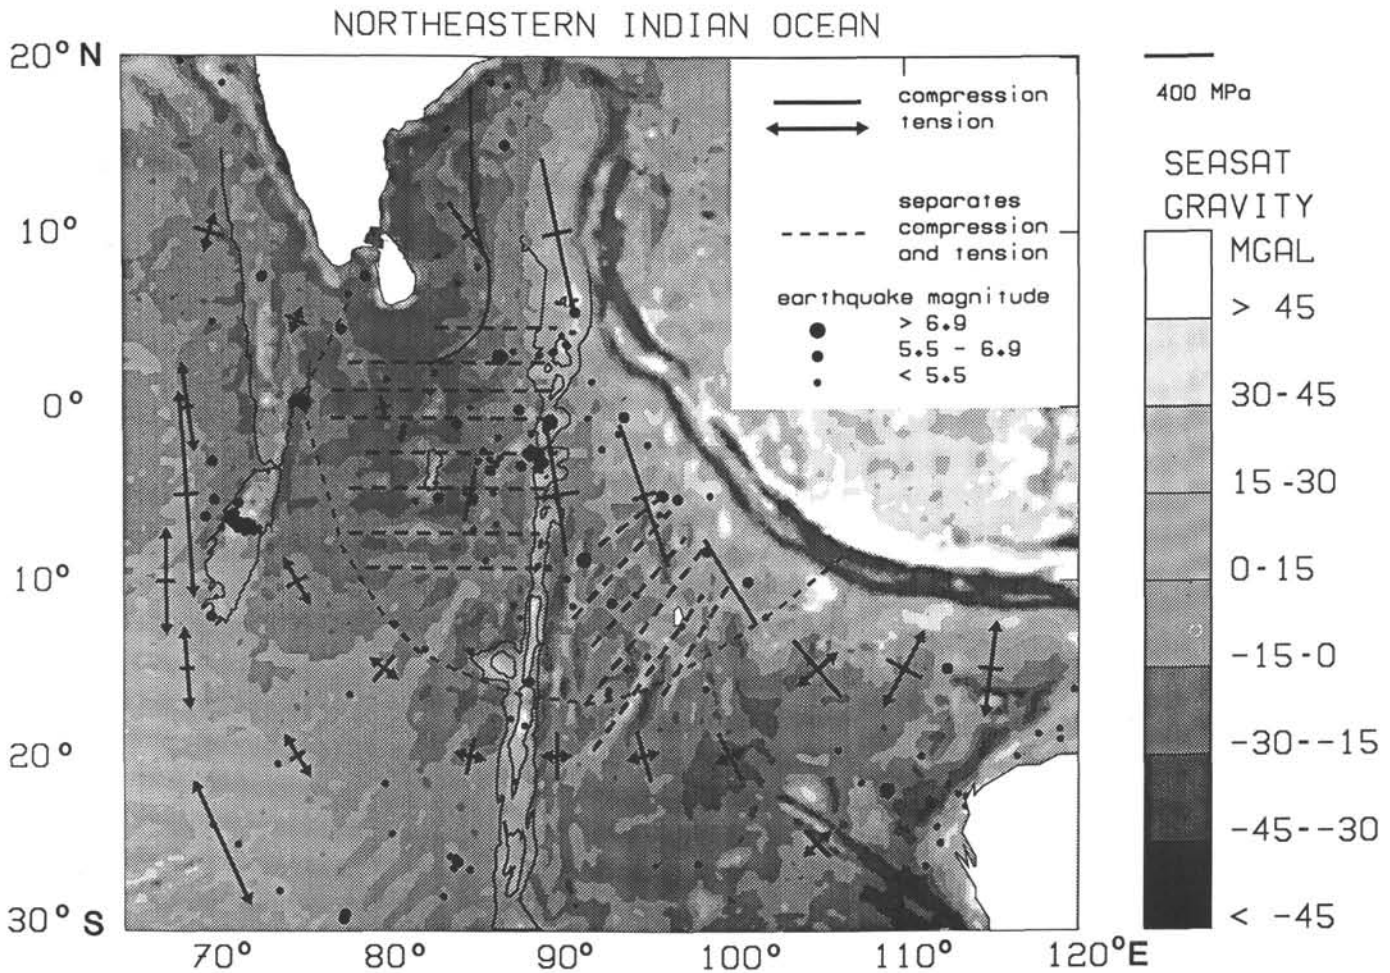 NORTHEASTERN INDIAN OCEAN
20° N
10°
0°
10°
20°
30° S
70°
80°
90°
100°
110°
120°E
compression
tension
separates
compression
and tension
earthquake magnitude
> 6.9
5.5 - 6.9
< 5.5
400 MPa
SEASAT
GRAVITY
MGAL
> 45
30-45
15-30
0-15
-15-0
-30--15
-45--30
< -45